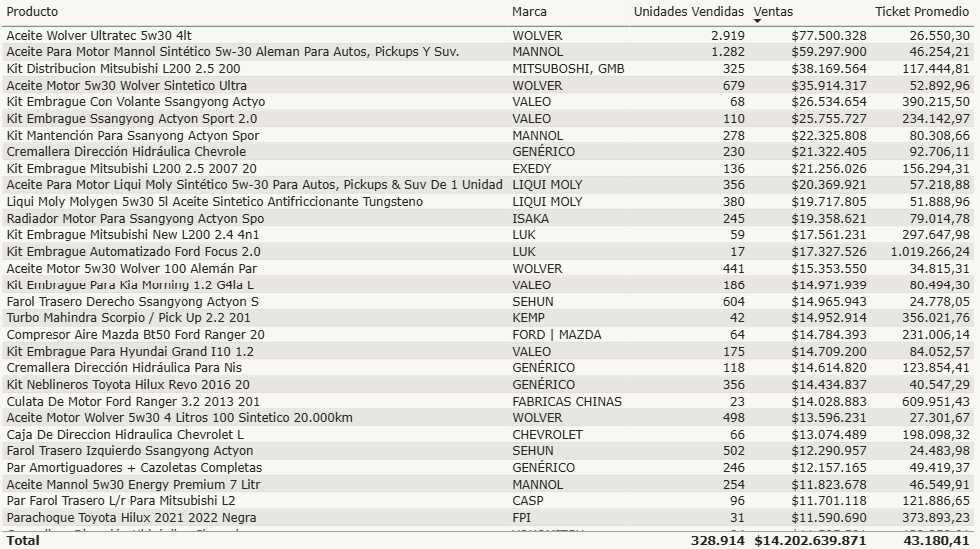 Producto Marca Unidades Vendidas Ventas Ticket Promedio
Aceite Wolver Ultratec 5w30 4lt WOLVER 2.919 $77.500.328 26.550,30
Aceite Para Motor Mannol Sintético 5w-30 Aleman Para Autos, Pickups Y Suv. MANNOL 1.282 $59.297.900 46.254,21
Kit Distribucion Mitsubishi L200 2.5 200 MITSUBOSHI, GMB 325 $38.169.564 117.444,81
Aceite Motor 5w30 Wolver Sintetico Ultra WOLVER 679 $35.914.317 52.892,96
Kit Embrague Con Volante Ssangyong Actyo VALEO 68 $26.534.654 390.215,50
Kit Embrague Ssangyong Actyon Sport 2.0 VALEO 110 $25.755.727 234.142,97
Kit Mantención Para Ssanyong Actyon Spor MANNOL 278 $22.325.808 80.308,66
Cremallera Dirección Hidráulica Chevrole GENÉRICO 230 $21.322.405 92.706,11
Kit Embrague Mitsubishi L200 2.5 2007 20 EXEDY 136 $21.256.026 156.294,31
Aceite Para Motor Liqui Moly Sintético 5w-30 Para Autos, Pickups & Suv De 1 Unidad LIQUI MOLY 356 $20.369.921 57.218,88
Liqui Moly Molygen 5w30 5l Aceite Sintetico Antifriccionante Tungsteno LIQUI MOLY 380 $19.717.805 51.888,96
Radiador Motor Para Ssangyong Actyon Spo ISAKA 245 $19.358.621 79.014,78
Kit Embrague Mitsubishi New L200 2.4 4n1 LUK 59 $17.561.231 297.647,98
Kit Embrague Automatizado Ford Focus 2.0 LUK 17 $17.327.526 1.019.266,24
Aceite Motor 5w30 Wolver 100 Alemán Par WOLVER 441 $15.353.550 34.815,31
Kit Embrague Para Kia Morning 1.2 G4la L VALEO 186 $14.971.939 80.494,30
Farol Trasero Derecho Ssangyong Actyon S SEHUN 604 $14.965.943 24.778,05
Turbo Mahindra Scorpio / Pick Up 2.2 201 KEMP 42 $14.952.914 356.021,76
Compresor Aire Mazda Bt50 Ford Ranger 20 FORD | MAZDA 64 $14.784.393 231.006,14
Kit Embrague Para Hyundai Grand I10 1.2 VALEO 175 $14.709.200 84.052,57
Cremallera Dirección Hidráulica Para Nis GENÉRICO 118 $14.614.820 123.854,41
Kit Neblineros Toyota Hilux Revo 2016 20 GENÉRICO 356 $14.434.837 40.547,29
Culata De Motor Ford Ranger 3.2 2013 201 FABRICAS CHINAS 23 $14.028.883 609.951,43
Aceite Motor Wolver 5w30 4 Litros 100 Sintetico 20.000km WOLVER 498 $13.596.231 27.301,67
Caja De Direccion Hidraulica Chevrolet L CHEVROLET 66 $13.074.489 198.098,32
Farol Trasero Izquierdo Ssangyong Actyon SEHUN 502 $12.290.957 24.483,98
Par Amortiguadores + Cazoletas Completas GENÉRICO 246 $12.157.165 49.419,37
Aceite Mannol 5w30 Energy Premium 7 Litr MANNOL 254 $11.823.678 46.549,91
Par Farol Trasero L/r Para Mitsubishi L2 CASP 96 $11.701.118 121.886,65
Parachoque Toyota Hilux 2021 2022 Negra FPI 31 $11.590.690 373.893,23
Total 328.914 $14.202.639.871 43.180,41